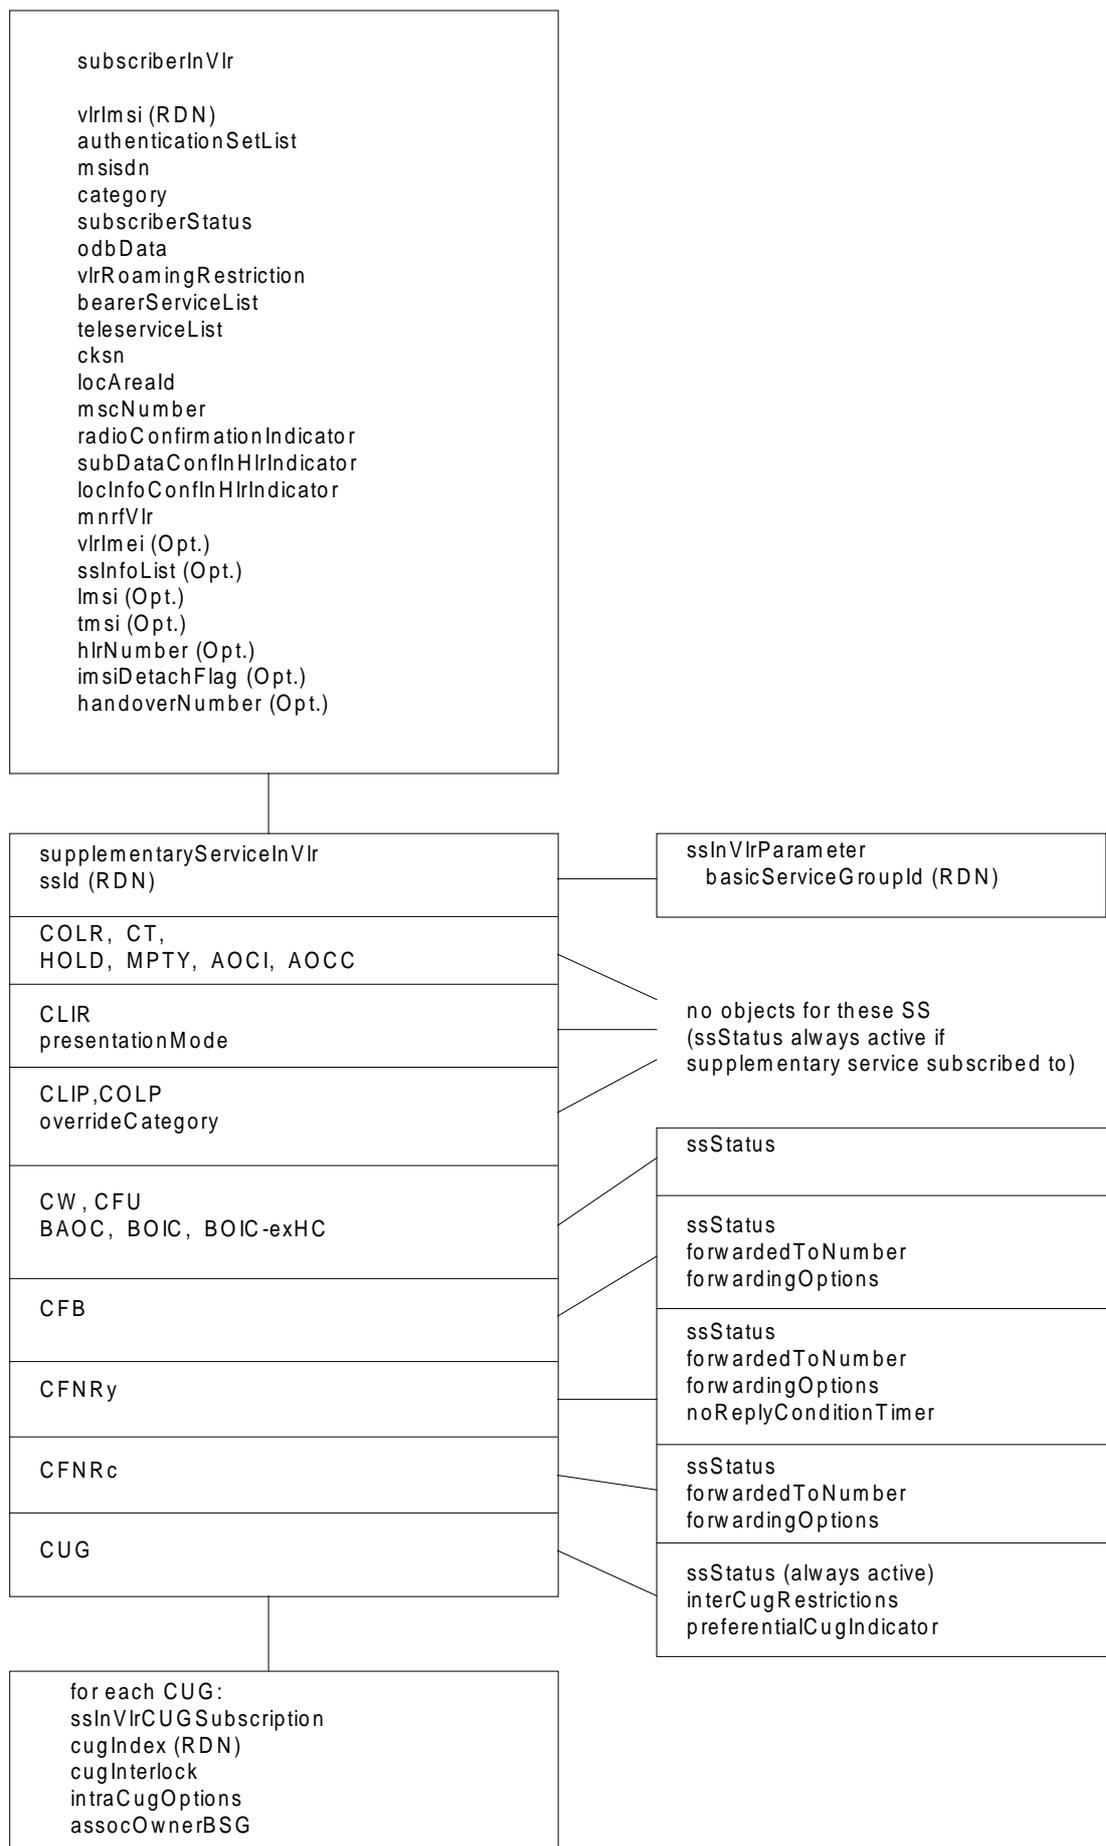 subscriberInVlr
vlrImsi (RDN)
authenticationSetList
msisdn
category
subscriberStatus
odbData
vlrRoamingRestriction
bearerServiceList
teleserviceList
cksn
locAreaId
mscNumber
radioConfirmationIndicator
subDataConfInHlrIndicator
locInfoConfInHlrIndicator
mnrfVlr
vlrImei (Opt.)
ssInfoList (Opt.)
lmsi (Opt.)
tmsi (Opt.)
hlrNumber (Opt.)
imsiDetachFlag (Opt.)
handoverNumber (Opt.)
supplementaryServiceInVlr
ssId (RDN)
ssInVlrParameter
basicServiceGroupId (RDN)
COLR, CT,
HOLD, MPTY, AOCI, AOCC
CLIR
presentationMode
no objects for these SS
(ssStatus always active if
supplementary service subscribed to)
CLIP,COLP
overrideCategory
ssStatus
CW, CFU
BAOC, BOIC, BOIC-exHC
ssStatus
forwardedToNumber
forwardingOptions
CFB
ssStatus
forwardedToNumber
forwardingOptions
noReplyConditionTimer
CFNRy
CFNRc
ssStatus
forwardedToNumber
forwardingOptions
CUG
ssStatus (always active)
interCugRestrictions
preferentialCugIndicator
for each CUG:
ssInVlrCUGSubscription
cugIndex (RDN)
cugInterlock
intraCugOptions
assocOwnerBSG